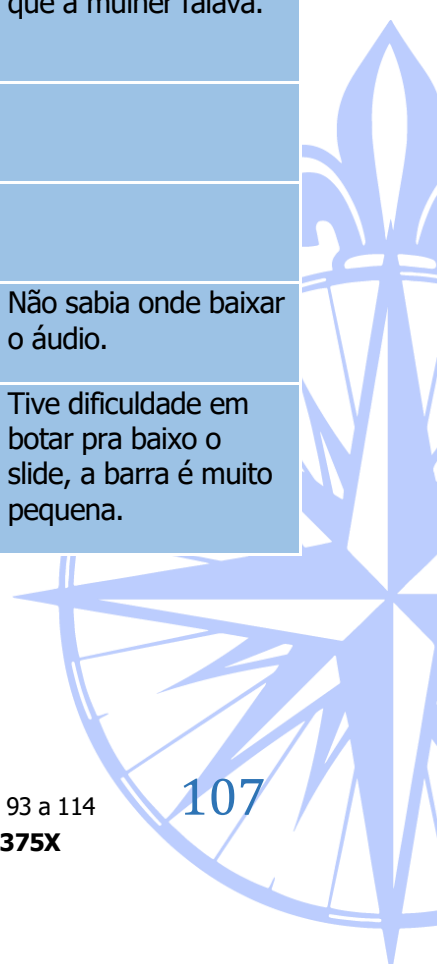 que a mulher falava.
Não sabia onde baixar
o áudio.
Tive dificuldade em
botar pra baixo o
slide, a barra é muito
pequena.
93 a 114
107
375X